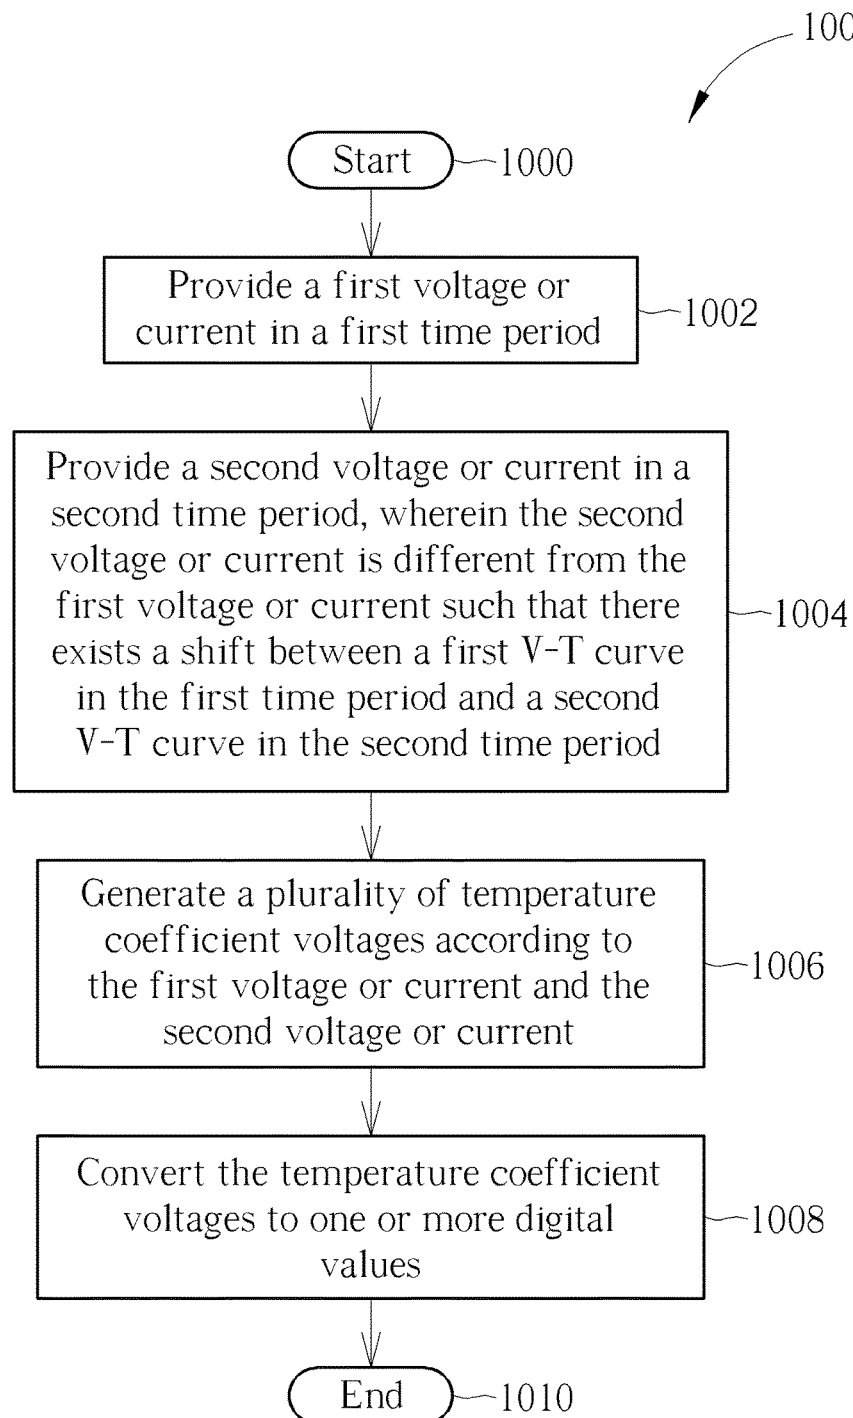 100
Start
1000
Provide a first voltage or
current in a first time period
1002
Provide a second voltage or current in a
second time period, wherein the second
voltage or current is different from the
first voltage or current such that there
exists a shift between a first V-T curve
in the first time period and a second
V-T curve in the second time period
1004
Generate a plurality of temperature
coefficient voltages according to
the first voltage or current and the
second voltage or current
1006
Convert the temperature coefficient
voltages to one or more digital
values
1008
End
1010